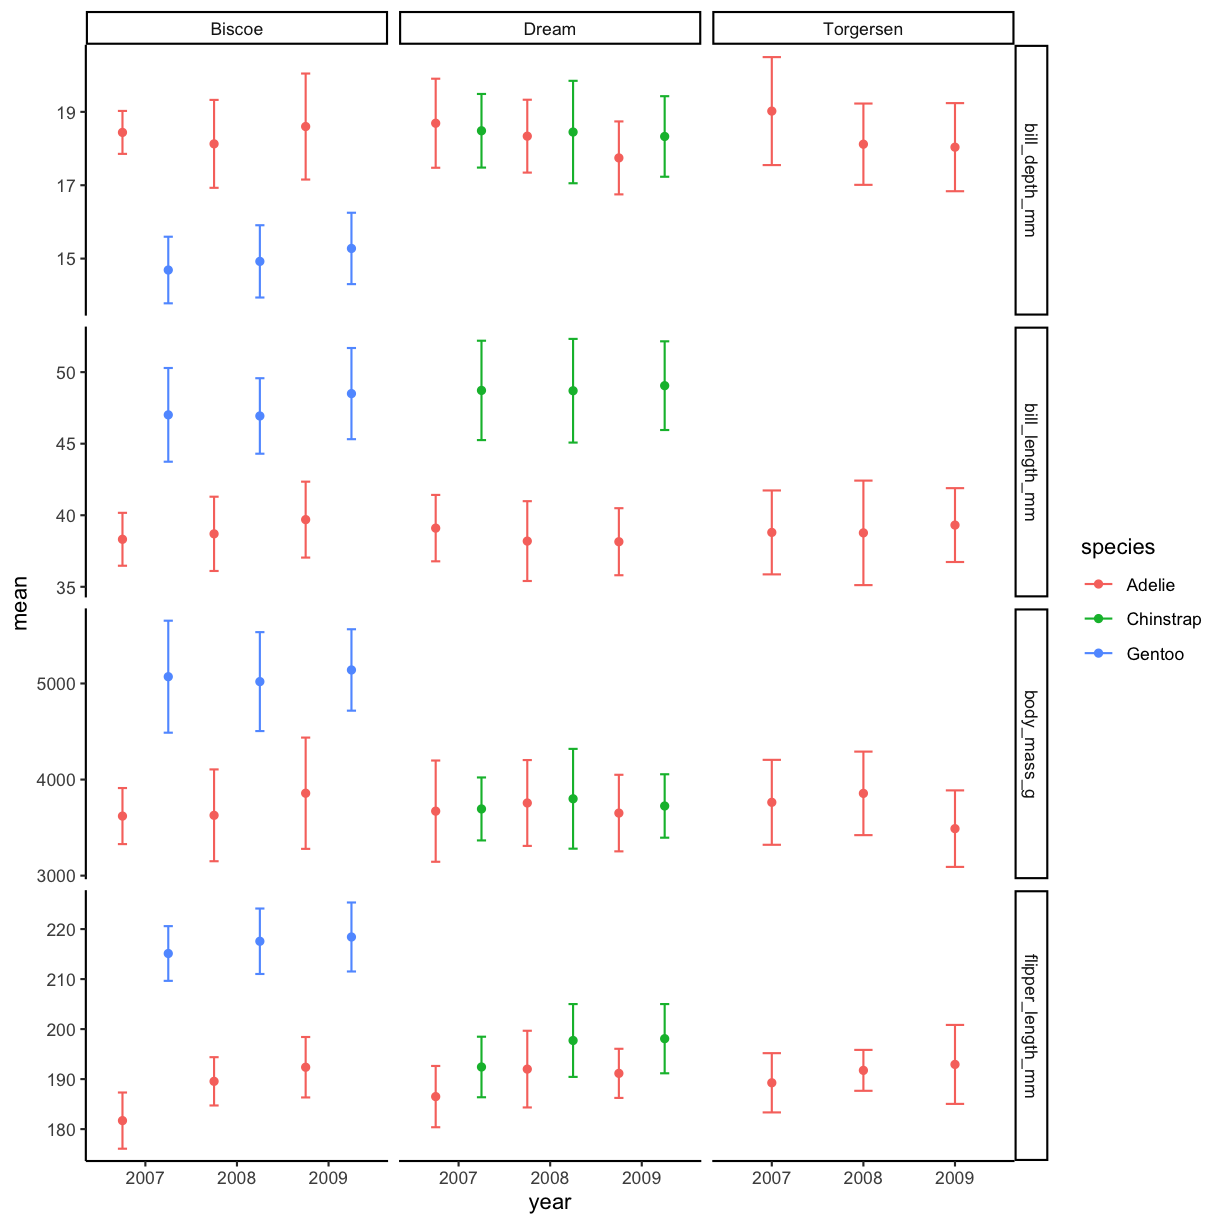 Biscoe Dream Torgersen
19
17
15
bill_depth_mm
50
45
40
35
bill_length_mm
5000
4000
3000
body_mass_g
220
210
200
190
180
flipper_length_mm
2007 2008 2009 2007 2008 2009 2007 2008 2009
year
mean
species
Adelie
Chinstrap
Gentoo